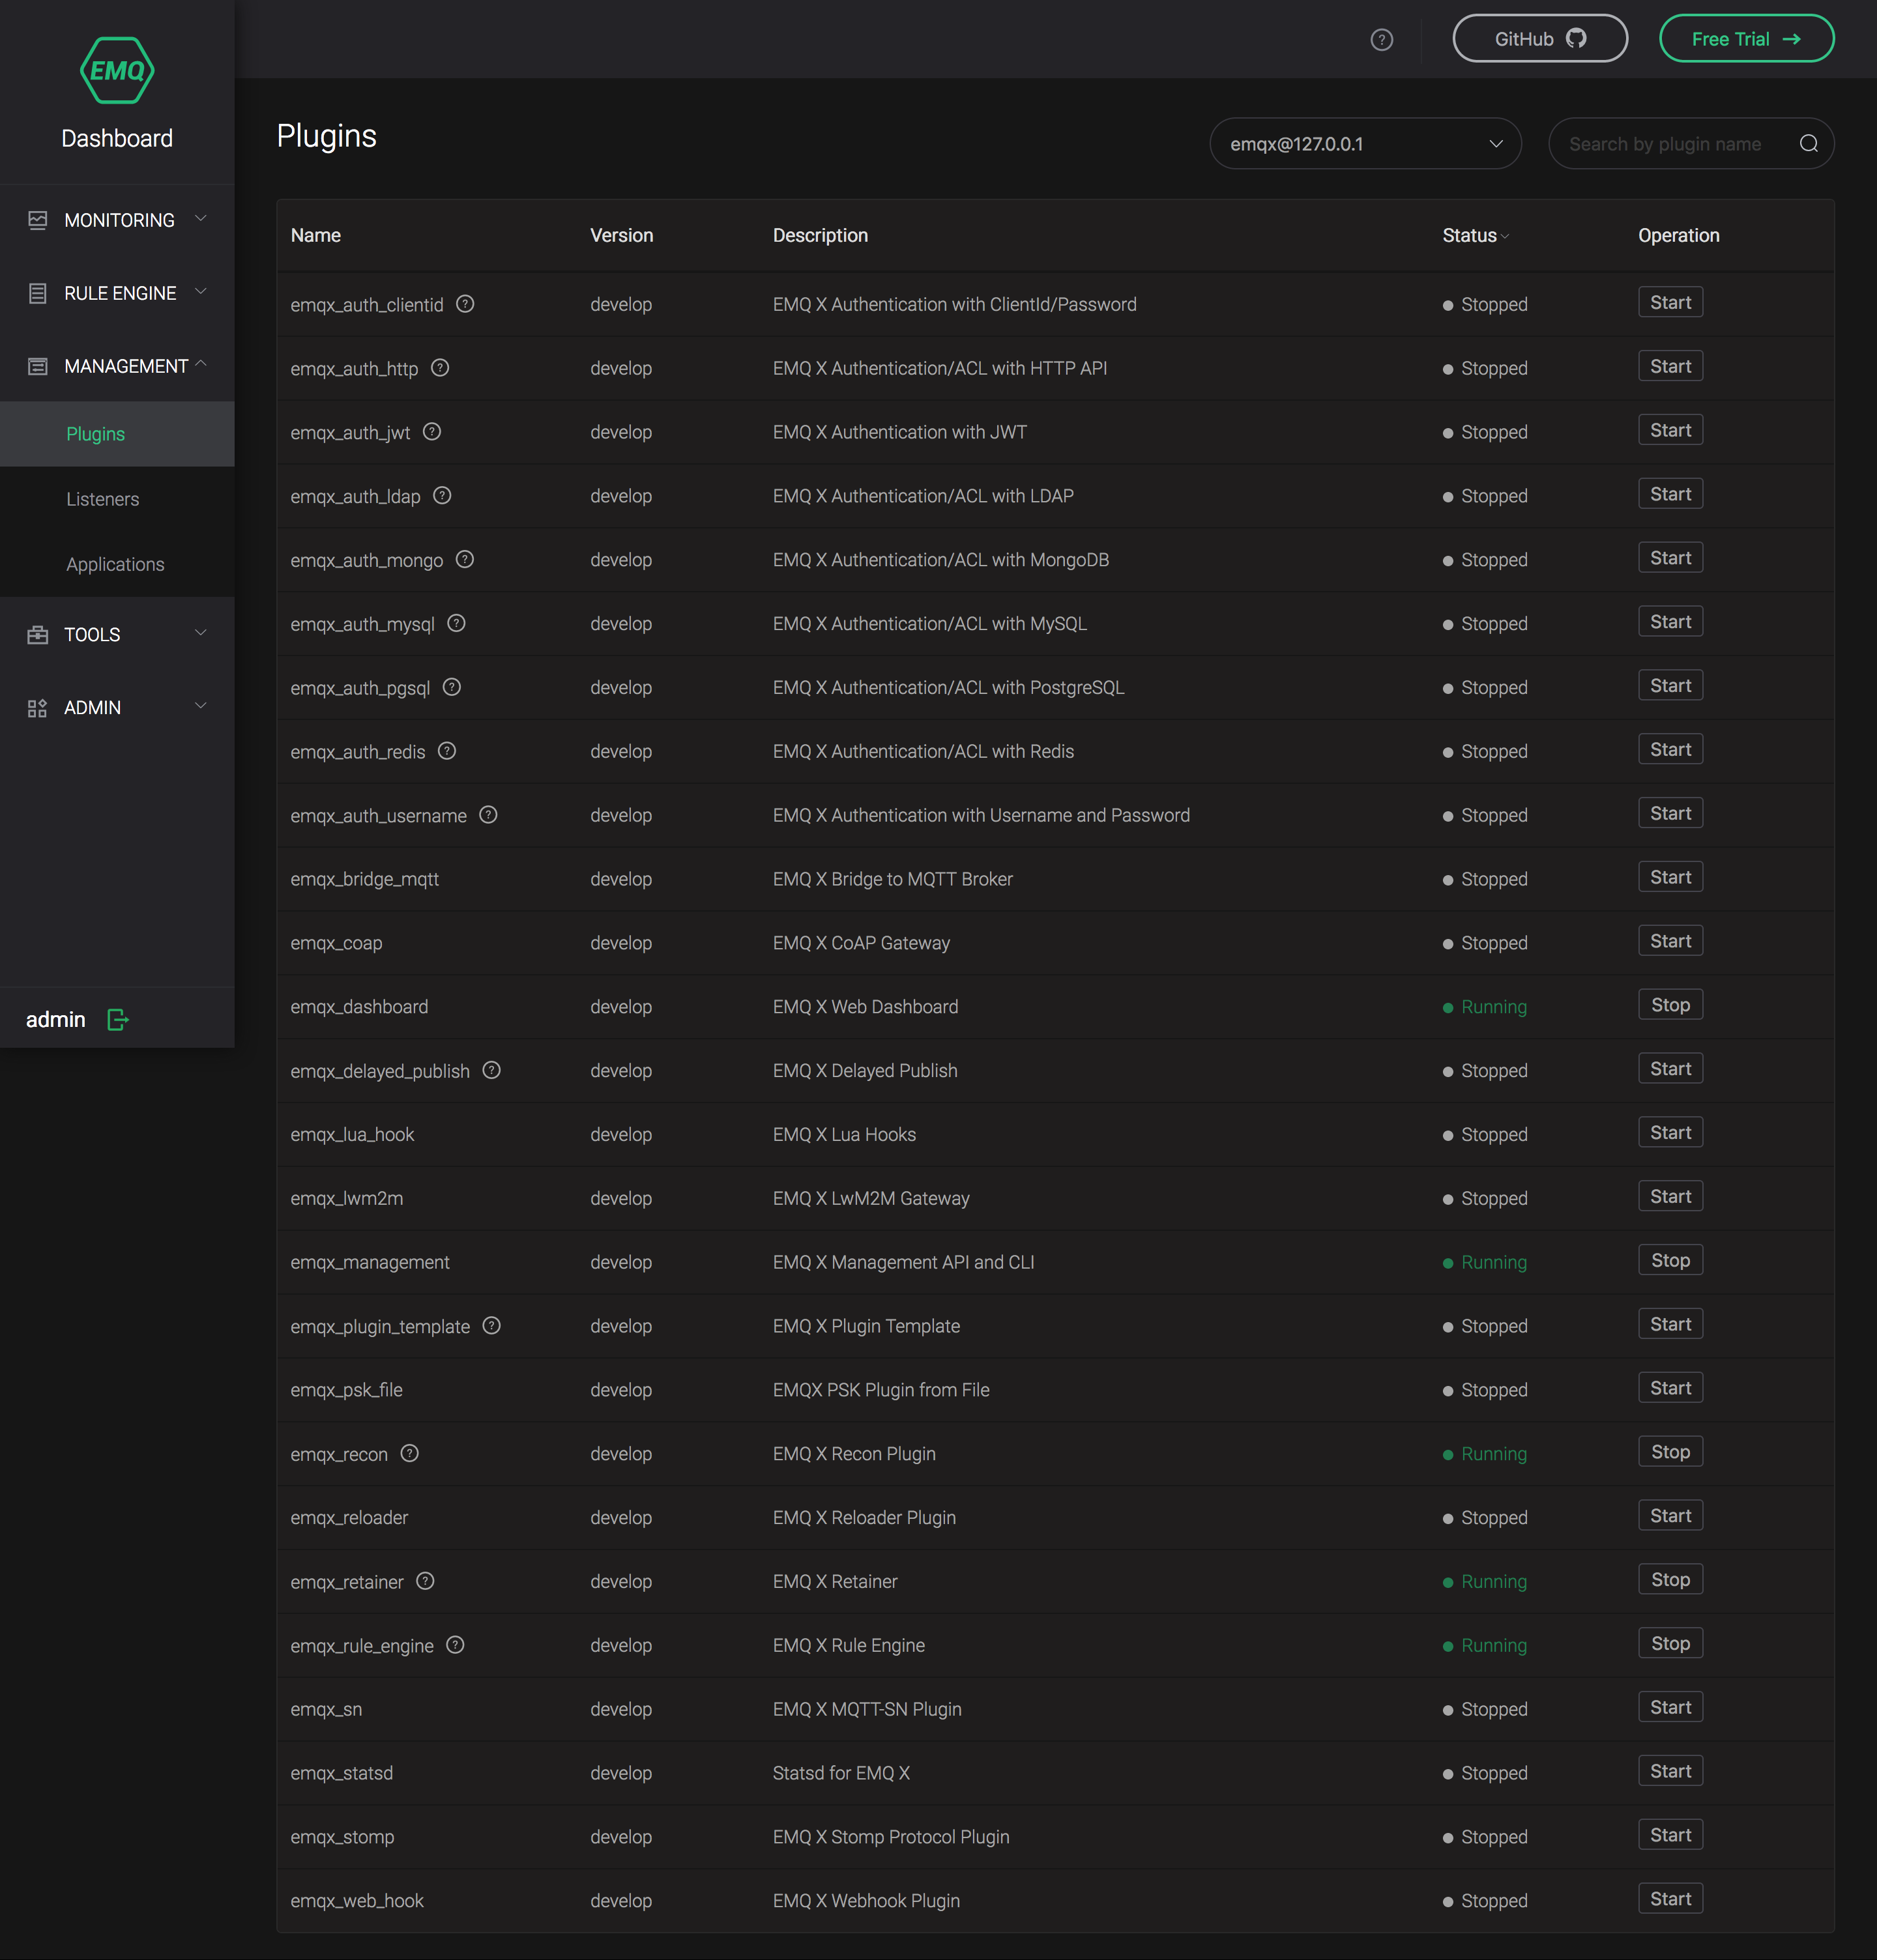 EMQ
Dashboard
MONITORING
RULE ENGINE
MANAGEMENT
Plugins
Listeners
Applications
TOOLS
ADMIN
admin
? GitHub Free Trial →
Plugins
emqx@127.0.0.1 Search by plugin name
Name Version Description Status Operation
emqx_auth_clientid ? develop EMQ X Authentication with ClientId/Password Stopped Start
emqx_auth_http ? develop EMQ X Authentication/ACL with HTTP API Stopped Start
emqx_auth_jwt ? develop EMQ X Authentication with JWT Stopped Start
emqx_auth_ldap ? develop EMQ X Authentication/ACL with LDAP Stopped Start
emqx_auth_mongo ? develop EMQ X Authentication/ACL with MongoDB Stopped Start
emqx_auth_mysql ? develop EMQ X Authentication/ACL with MySQL Stopped Start
emqx_auth_pgsql ? develop EMQ X Authentication/ACL with PostgreSQL Stopped Start
emqx_auth_redis ? develop EMQ X Authentication/ACL with Redis Stopped Start
emqx_auth_username ? develop EMQ X Authentication with Username and Password Stopped Start
emqx_bridge_mqtt develop EMQ X Bridge to MQTT Broker Stopped Start
emqx_coap develop EMQ X CoAP Gateway Stopped Start
emqx_dashboard develop EMQ X Web Dashboard Running Stop
emqx_delayed_publish ? develop EMQ X Delayed Publish Stopped Start
emqx_lua_hook develop EMQ X Lua Hooks Stopped Start
emqx_lwm2m develop EMQ X LwM2M Gateway Stopped Start
emqx_management develop EMQ X Management API and CLI Running Stop
emqx_plugin_template ? develop EMQ X Plugin Template Stopped Start
emqx_psk_file develop EMQX PSK Plugin from File Stopped Start
emqx_recon ? develop EMQ X Recon Plugin Running Stop
emqx_reloader develop EMQ X Reloader Plugin Stopped Start
emqx_retainer ? develop EMQ X Retainer Running Stop
emqx_rule_engine ? develop EMQ X Rule Engine Running Stop
emqx_sn develop EMQ X MQTT-SN Plugin Stopped Start
emqx_statsd develop Statsd for EMQ X Stopped Start
emqx_stomp develop EMQ X Stomp Protocol Plugin Stopped Start
emqx_web_hook develop EMQ X Webhook Plugin Stopped Start